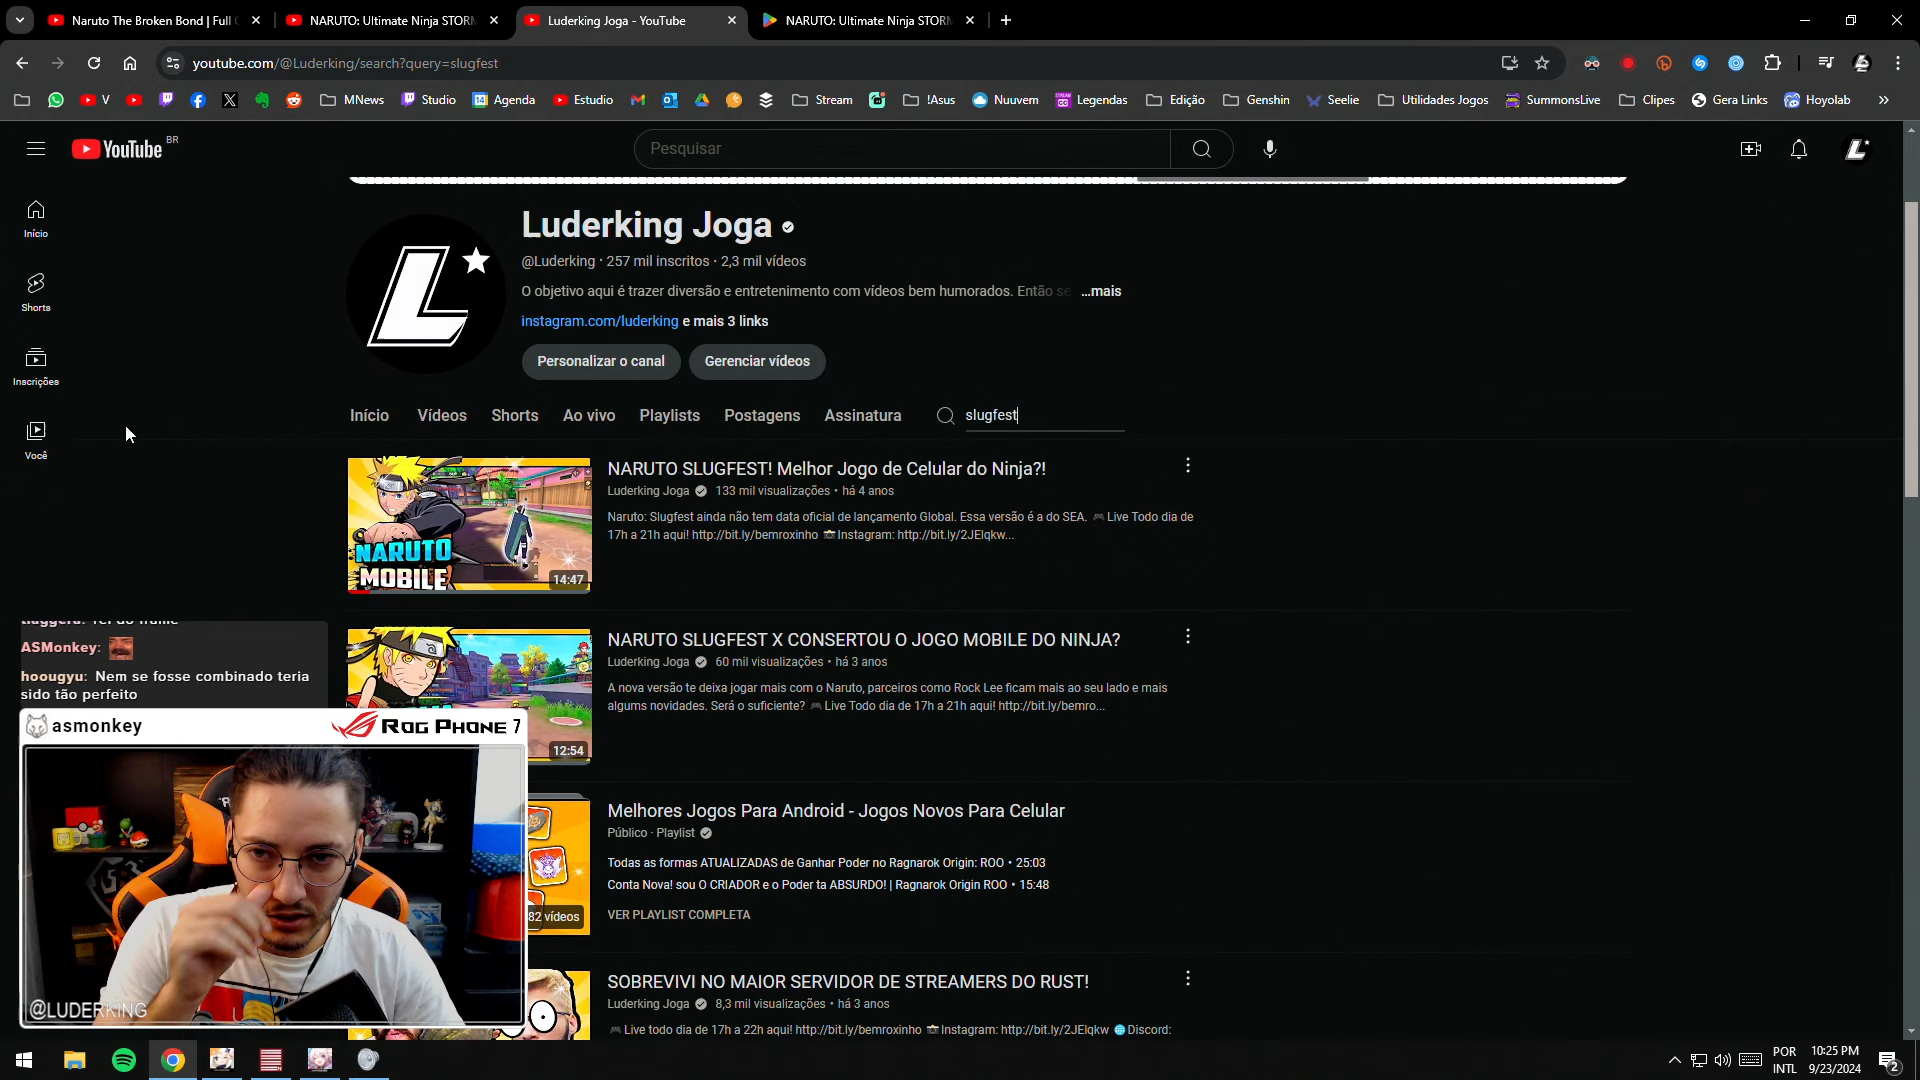 Naruto The Broken Bond | Full
NARUTO: Ultimate Ninja STORM
Luderking Joga - YouTube
NARUTO: Ultimate Ninja STORM
youtube.com/@Luderking/search?query=slugfest
V
MNews
Studio
Agenda
Estudio
Stream
!Asus
Nuuvem
Legendas
Edição
Genshin
Seelie
Utilidades Jogos
SummonsLive
Clipes
Gera Links
Hoyolab
YouTube BR
Pesquisar
Início
Shorts
Inscrições
Você
Luderking Joga
@Luderking • 257 mil inscritos • 2,3 mil vídeos
O objetivo aqui é trazer diversão e entretenimento com vídeos bem humorados. Então se ...mais
instagram.com/luderking e mais 3 links
Personalizar o canal
Gerenciar vídeos
Início
Vídeos
Shorts
Ao vivo
Playlists
Postagens
Assinatura
slugfest
NARUTO
MOBILE
14:47
NARUTO SLUGFEST! Melhor Jogo de Celular do Ninja?!
Luderking Joga 133 mil visualizações • há 4 anos
Naruto: Slugfest ainda não tem data oficial de lançamento Global. Essa versão é a do SEA. 🎮 Live Todo dia de
17h a 21h aqui! http://bit.ly/bemroxinho 📷 Instagram: http://bit.ly/2JElqkw...
12:54
NARUTO SLUGFEST X CONSERTOU O JOGO MOBILE DO NINJA?
Luderking Joga 60 mil visualizações • há 3 anos
A nova versão te deixa jogar mais com o Naruto, parceiros como Rock Lee ficam mais ao seu lado e mais
algums novidades. Será o suficiente? 🎮 Live Todo dia de 17h a 21h aqui! http://bit.ly/bemro...
82 vídeos
Melhores Jogos Para Android - Jogos Novos Para Celular
Público · Playlist
Todas as formas ATUALIZADAS de Ganhar Poder no Ragnarok Origin: ROO • 25:03
Conta Nova! sou O CRIADOR e o Poder ta ABSURDO! | Ragnarok Origin ROO • 15:48
VER PLAYLIST COMPLETA
SOBREVIVI NO MAIOR SERVIDOR DE STREAMERS DO RUST!
Luderking Joga 8,3 mil visualizações • há 3 anos
🎮 Live todo dia de 17h a 22h aqui! http://bit.ly/bemroxinho 📷 Instagram: http://bit.ly/2JElqkw 🌐 Discord:
ASMonkey:
hoougyu: Nem se fosse combinado teria
sido tão perfeito
asmonkey
ROG PHONE 7
@LUDERKING
POR
INTL
10:25 PM
9/23/2024
2